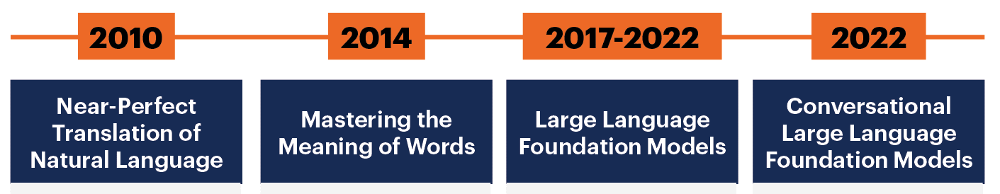 2010
2014
2017-2022
2022
Near-Perfect
Translation of
Natural Language
Mastering the
Meaning of Words
Large Language
Foundation Models
Conversational
Large Language
Foundation Models